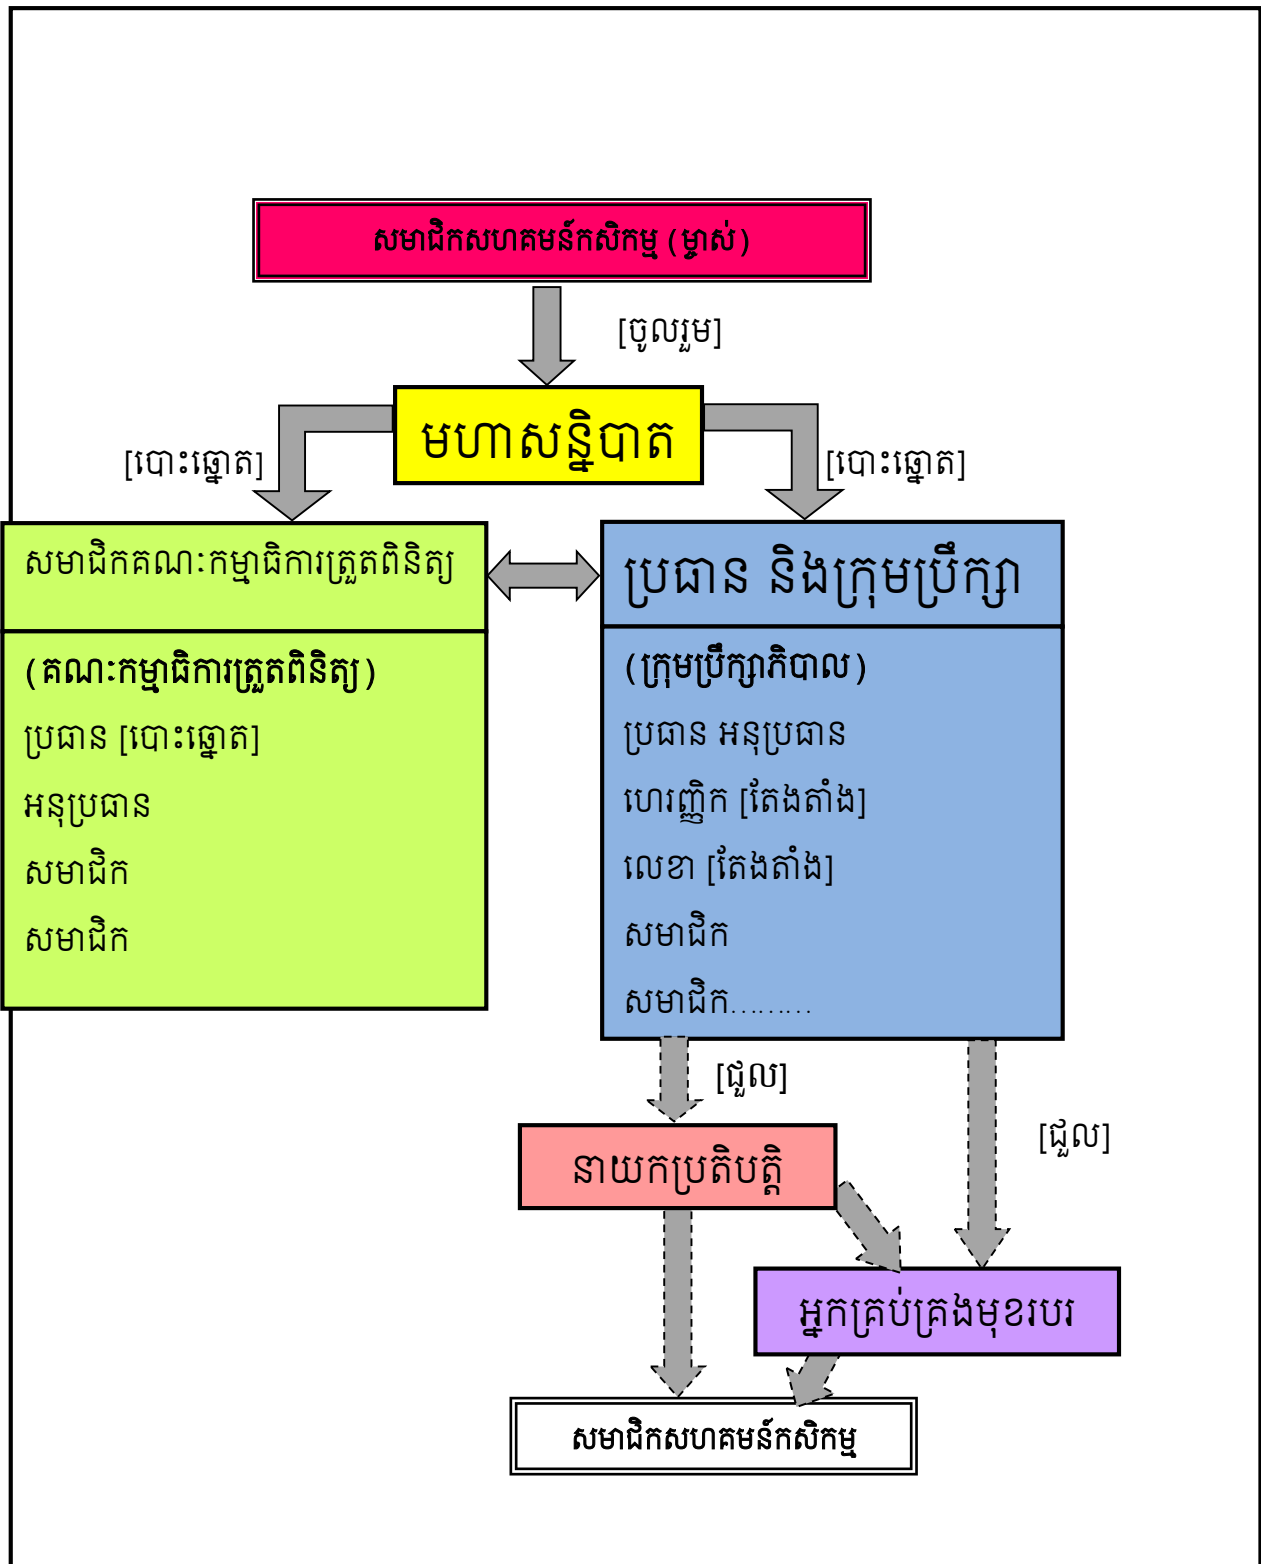 សមាជិកសហគមន៍កសិកម្ម (ម្ចាស់)
[ចូលរួម]
មហាសន្និបាត
[បោះឆ្នោត]
[បោះឆ្នោត]
សមាជិកគណៈកម្មាធិការត្រួតពិនិត្យ
(គណៈកម្មាធិការត្រួតពិនិត្យ)
ប្រធាន [បោះឆ្នោត]
អនុប្រធាន
សមាជិក
សមាជិក
ប្រធាន និងក្រុមប្រឹក្សា
(ក្រុមប្រឹក្សាភិបាល)
ប្រធាន អនុប្រធាន
ហេរញ្ញិក [តែងតាំង]
លេខា [តែងតាំង]
សមាជិក
សមាជិក.........
[ជួល]
[ជួល]
នាយកប្រតិបត្តិ
អ្នកគ្រប់គ្រងមុខរបរ
សមាជិកសហគមន៍កសិកម្ម